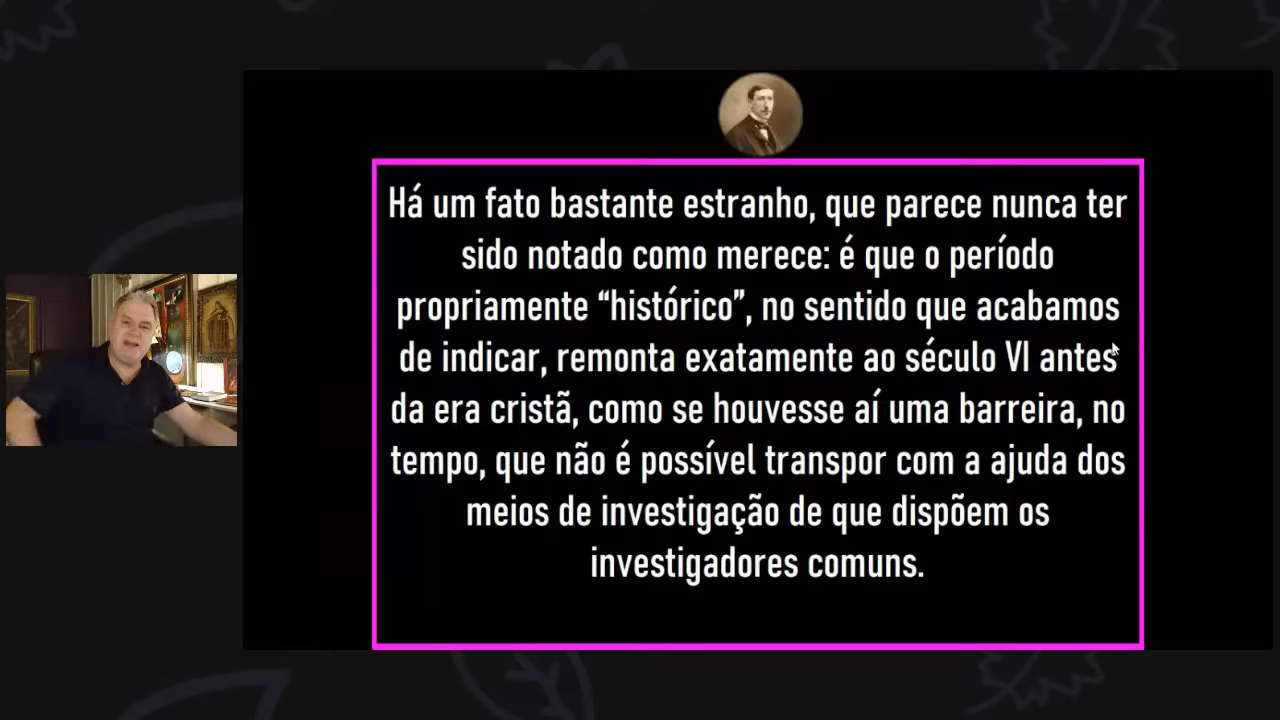 Há um fato bastante estranho, que parece nunca ter
sido notado como merece: é que o período
propriamente “histórico”, no sentido que acabamos
de indicar, remonta exatamente ao século VI antes
da era cristã, como se houvesse aí uma barreira, no
tempo, que não é possível transpor com a ajuda dos
meios de investigação de que dispõem os
investigadores comuns.